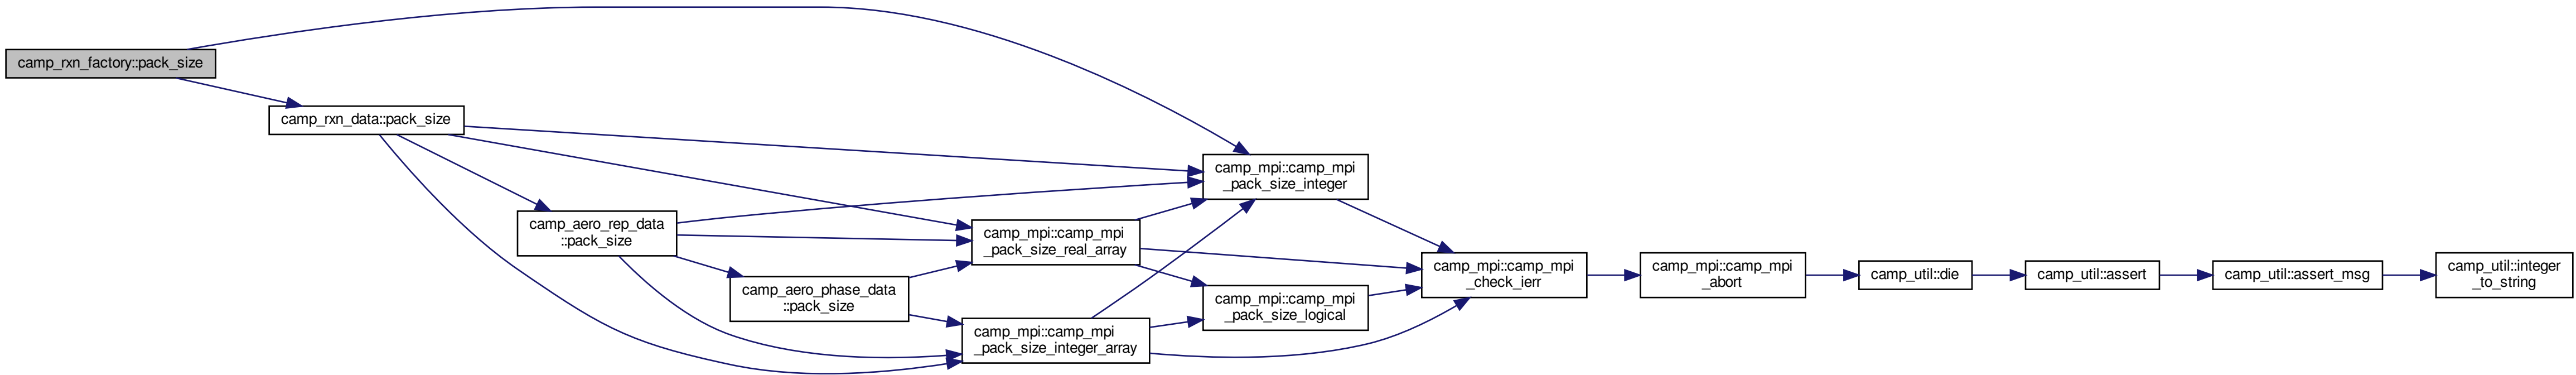 camp_rxn_factory::pack_size
camp_rxn_data::pack_size
camp_aero_rep_data
::pack_size
camp_aero_phase_data
::pack_size
camp_mpi::camp_mpi
_pack_size_real_array
camp_mpi::camp_mpi
_pack_size_integer_array
camp_mpi::camp_mpi
_pack_size_integer
camp_mpi::camp_mpi
_pack_size_logical
camp_mpi::camp_mpi
_check_ierr
camp_mpi::camp_mpi
_abort
camp_util::die
camp_util::assert
camp_util::assert_msg
camp_util::integer
_to_string